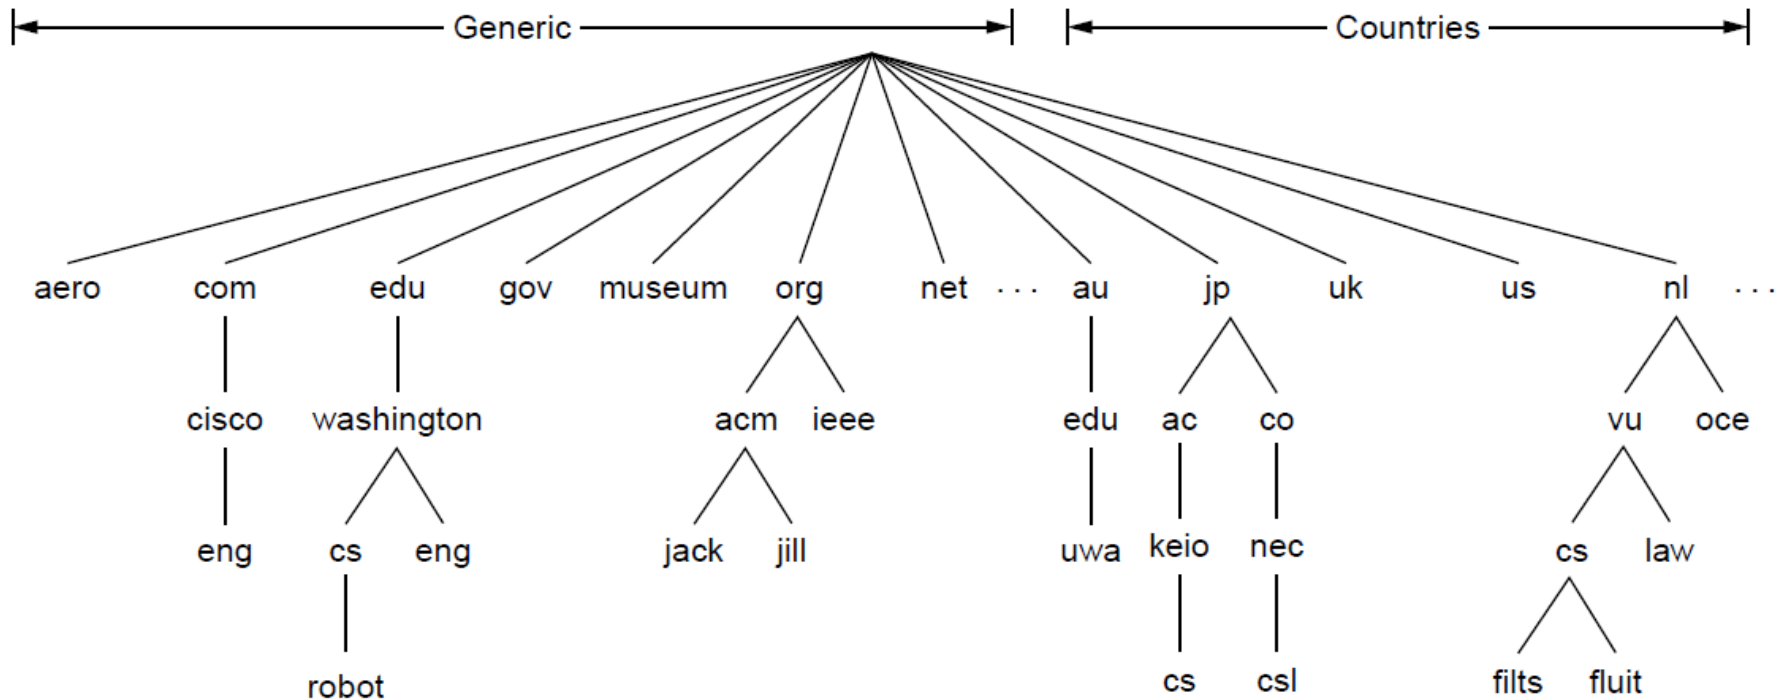 Generic Countries
aero com edu gov museum org net ... au jp uk us nl ...
cisco washington acm ieee edu ac co vu oce
eng cs eng jack jill uwa keio nec cs law
robot cs csl filts fluit